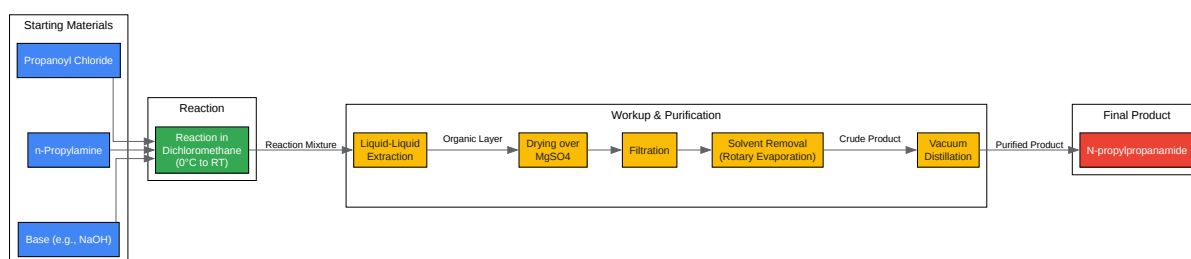 Starting Materials
Propanoyl Chloride
n-Propylamine
Base (e.g., NaOH)
Reaction
Reaction in
Dichloromethane
(0°C to RT)
Reaction Mixture
Workup & Purification
Liquid-Liquid
Extraction
Organic Layer
Drying over
MgSO4
Filtration
Solvent Removal
(Rotary Evaporation)
Crude Product
Vacuum
Distillation
Purified Product
Final Product
N-propylpropanamide